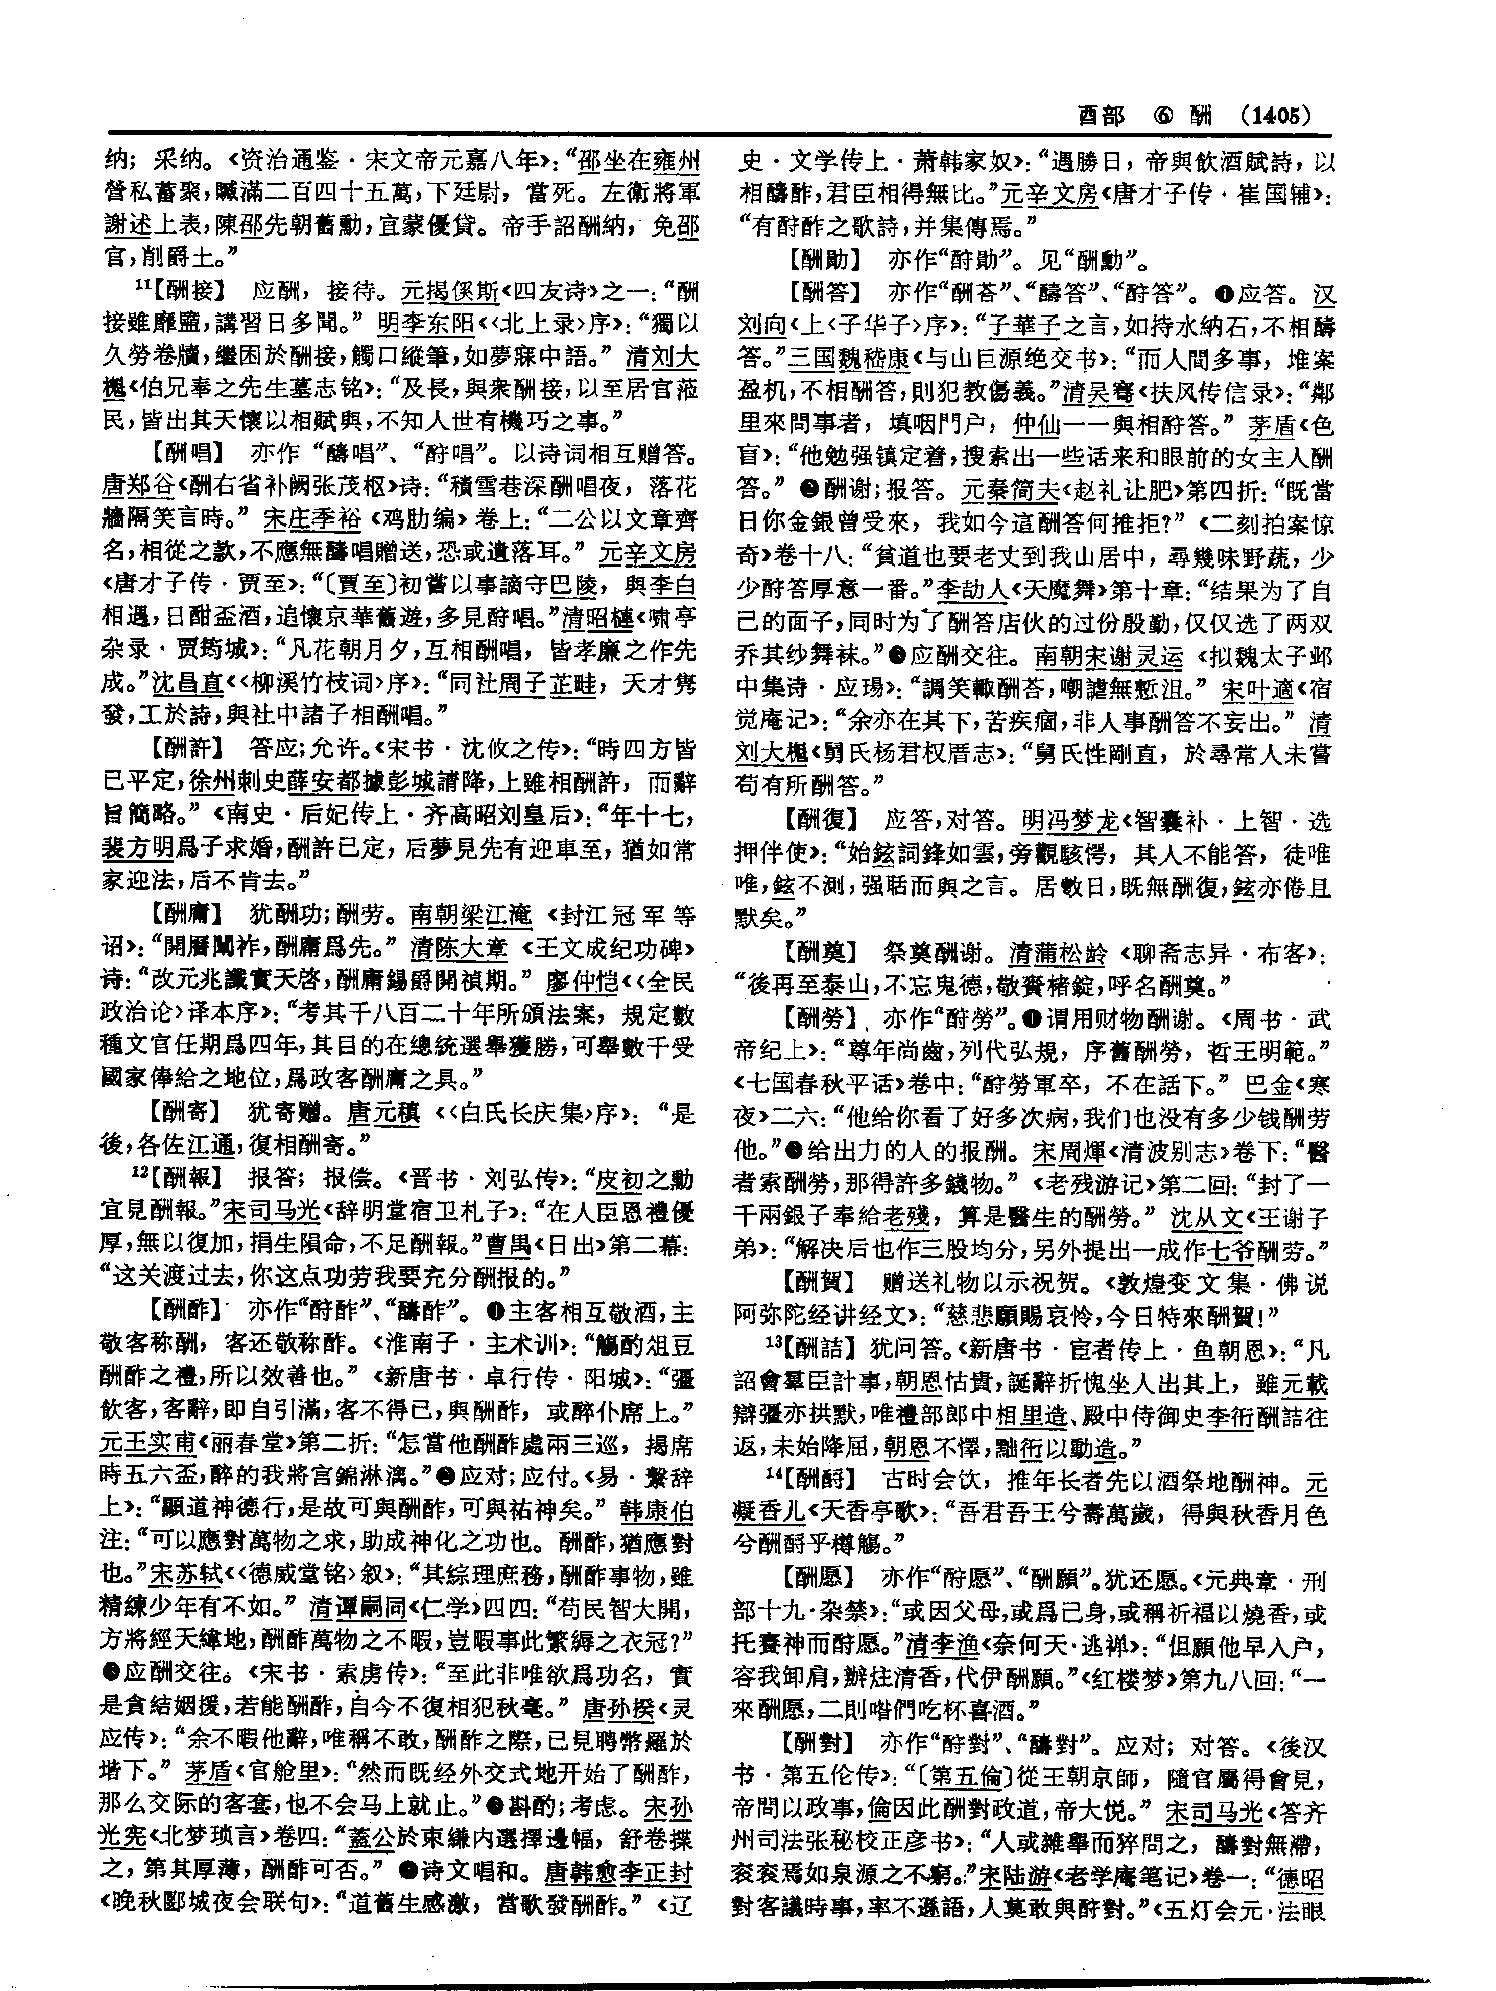 酉部 ⑥ 酬 (1405)
纳；采纳。《资治通鉴·宋文帝元嘉八年》：“邵坐在雍州
營私蓄聚，贓滿二百四十五萬，下廷尉，當死。左衛將軍
謝述上表，陳邵先朝舊勳，宜蒙優貸。帝手詔酬納，免邵
官，削爵土。”
¹¹【酬接】 应酬，接待。元揭傒斯《四友诗》之一：“酬
接雖靡盬，講習日多聞。” 明李东阳《〈北上录〉序》：“獨以
久勞卷牘，繼困於酬接，觸口縱筆，如夢寐中語。” 清刘大
櫆《伯兄奉之先生墓志铭》：“及長，與衆酬接，以至居官蒞
民，皆出其天懷以相賦與，不知人世有機巧之事。”
【酬唱】 亦作“醻唱”、“酧唱”。以诗词相互赠答。
唐郑谷《酬右省补阙张茂枢》诗：“積雪巷深酬唱夜，落花
牆隔笑言時。” 宋庄季裕《鸡肋编》卷上：“二公以文章齊
名，相從之款，不應無醻唱贈送，恐或遺落耳。” 元辛文房
《唐才子传·贾至》：“〔賈至〕初嘗以事謫守巴陵，與李白
相遇，日酣盃酒，追懷京華舊遊，多見酧唱。”清昭槤《啸亭
杂录·贾筠城》：“凡花朝月夕，互相酬唱，皆孝廉之作先
成。”沈昌直《〈柳溪竹枝词〉序》：“同社周子芷畦，天才雋
發，工於詩，與社中諸子相酬唱。”
【酬許】 答应；允许。《宋书·沈攸之传》：“時四方皆
已平定，徐州刺史薛安都據彭城請降，上雖相酬許，而辭
旨簡略。” 《南史·后妃传上·齐高昭刘皇后》：“年十七，
裴方明爲子求婚，酬許已定，后夢見先有迎車至，猶如常
家迎法，后不肯去。”
【酬庸】 犹酬功；酬劳。南朝梁江淹《封江冠军等
诏》：“開曆闡祚，酬庸爲先。” 清陈大章《王文成纪功碑》
诗：“改元兆讖實天啓，酬庸錫爵開禎期。” 廖仲恺《〈全民
政治论〉译本序》：“考其千八百二十年所頒法案，規定數
種文官任期爲四年，其目的在總統選舉獲勝，可舉數千受
國家俸給之地位，爲政客酬庸之具。”
【酬寄】 犹寄赠。唐元稹《〈白氏长庆集〉序》：“是
後，各佐江通，復相酬寄。”
¹²【酬報】 报答；报偿。《晋书·刘弘传》：“皮初之勳
宜見酬報。”宋司马光《辞明堂宿卫札子》：“在人臣恩禮優
厚，無以復加，捐生隕命，不足酬報。”曹禺《日出》第二幕：
“这关渡过去，你这点功劳我要充分酬报的。”
【酬酢】 亦作“酧酢”、“醻酢”。❶主客相互敬酒，主
敬客称酬，客还敬称酢。《淮南子·主术训》：“觴酌俎豆
酬酢之禮，所以效善也。” 《新唐书·卓行传·阳城》：“彊
飲客，客辭，即自引滿，客不得已，與酬酢，或醉仆席上。”
元王实甫《丽春堂》第二折：“怎當他酬酢處兩三巡，揭席
時五六盃，醉的我將宫錦淋漓。”❷应对；应付。《易·繫辞
上》：“顯道神德行，是故可與酬酢，可與祐神矣。” 韩康伯
注：“可以應對萬物之求，助成神化之功也。酬酢，猶應對
也。”宋苏轼《〈德威堂铭〉叙》：“其綜理庶務，酬酢事物，雖
精練少年有不如。” 清谭嗣同《仁学》四四：“苟民智大開，
方將經天緯地，酬酢萬物之不暇，豈暇事此繁縟之衣冠？”
❸应酬交往。《宋书·索虏传》：“至此非唯欲爲功名，實
是貪結姻援，若能酬酢，自今不復相犯秋毫。” 唐孙揆《灵
应传》：“余不暇他辭，唯稱不敢，酬酢之際，已見聘幣羅於
堦下。” 茅盾《官舱里》：“然而既经外交式地开始了酬酢，
那么交际的客套，也不会马上就止。”❹斟酌；考虑。宋孙
光宪《北梦琐言》卷四：“蓋公於束縑内選擇邊幅，舒卷揲
之，第其厚薄，酬酢可否。” ❺诗文唱和。唐韩愈李正封
《晚秋郾城夜会联句》：“道舊生感激，當歌發酬酢。” 《辽
史·文学传上·萧韩家奴》：“遇勝日，帝與飲酒賦詩，以
相醻酢，君臣相得無比。”元辛文房《唐才子传·崔国辅》：
“有酧酢之歌詩，并集傳焉。”
【酬勋】 亦作“酧勋”。见“酬勳”。
【酬答】 亦作“酬荅”、“醻答”、“酧答”。❶应答。汉
刘向《上〈子华子〉序》：“子華子之言，如持水納石，不相醻
答。”三国魏嵇康《与山巨源绝交书》：“而人間多事，堆案
盈机，不相酬答，則犯教傷義。”清吴骞《扶风传信录》：“鄰
里來問事者，填咽門户，仲仙一一與相酧答。” 茅盾《色
盲》：“他勉强镇定着，搜索出一些话来和眼前的女主人酬
答。” ❷酬谢；报答。元秦简夫《赵礼让肥》第四折：“既當
日你金銀曾受來，我如今這酬答何推拒？” 《二刻拍案惊
奇》卷十八：“貧道也要老丈到我山居中，尋幾味野蔬，少
少酧答厚意一番。”李劼人《天魔舞》第十章：“结果为了自
己的面子，同时为了酬答店伙的过份殷勤，仅仅选了两双
乔其纱舞袜。”❸应酬交往。南朝宋谢灵运《拟魏太子邺
中集诗·应瑒》：“調笑輒酬荅，嘲謔無慙沮。” 宋叶適《宿
觉庵记》：“余亦在其下，苦疾痼，非人事酬答不妄出。” 清
刘大櫆《舅氏杨君权厝志》：“舅氏性剛直，於尋常人未嘗
苟有所酬答。”
【酬復】 应答，对答。明冯梦龙《智囊补·上智·选
押伴使》：“始鉉詞鋒如雲，旁觀駭愕，其人不能答，徒唯
唯，鉉不測，强聒而與之言。居數日，既無酬復，鉉亦倦且
默矣。”
【酬奠】 祭奠酬谢。清蒲松龄《聊斋志异·布客》：
“後再至泰山，不忘鬼德，敬賫楮錠，呼名酬奠。”
【酬勞】 亦作“酧勞”。❶谓用财物酬谢。《周书·武
帝纪上》：“尊年尚齒，列代弘規，序舊酬勞，哲王明範。”
《七国春秋平话》卷中：“酧勞軍卒，不在話下。” 巴金《寒
夜》二六：“他给你看了好多次病，我们也没有多少钱酬劳
他。”❷给出力的人的报酬。宋周煇《清波别志》卷下：“醫
者索酬勞，那得許多錢物。” 《老残游记》第二回：“封了一
千兩銀子奉給老殘，算是醫生的酬勞。” 沈从文《王谢子
弟》：“解决后也作三股均分，另外提出一成作七爷酬劳。”
【酬賀】 赠送礼物以示祝贺。《敦煌变文集·佛说
阿弥陀经讲经文》：“慈悲願賜哀怜，今日特來酬賀！”
¹³【酬詰】犹问答。《新唐书·宦者传上·鱼朝恩》：“凡
詔會羣臣計事，朝恩怙貴，誕辭折愧坐人出其上，雖元載
辯彊亦拱默，唯禮部郎中相里造、殿中侍御史李衎酬詰往
返，未始降屈，朝恩不懌，黜衎以動造。”
¹⁴【酬酹】 古时会饮，推年长者先以酒祭地酬神。元
凝香儿《天香亭歌》：“吾君吾王兮壽萬歲，得與秋香月色
兮酬酹乎樽觴。”
【酬愿】 亦作“酧愿”、“酬願”。犹还愿。《元典章·刑
部十九·杂禁》：“或因父母，或爲己身，或稱祈福以燒香，或
托賽神而酧愿。”清李渔《奈何天·逃禅》：“但願他早入户，
容我卸肩，辦炷清香，代伊酬願。”《红楼梦》第九八回：“一
來酬愿，二則喒們吃杯喜酒。”
【酬對】 亦作“酧對”、“醻對”。应对；对答。《後汉
书·第五伦传》：“〔第五倫〕從王朝京師，隨官屬得會見，
帝問以政事，倫因此酬對政道，帝大悦。” 宋司马光《答齐
州司法张秘校正彦书》：“人或雜舉而猝問之，醻對無滯，
衮衮焉如泉源之不窮。”宋陆游《老学庵笔记》卷一：“德昭
對客議時事，率不遜語，人莫敢與酧對。”《五灯会元·法眼